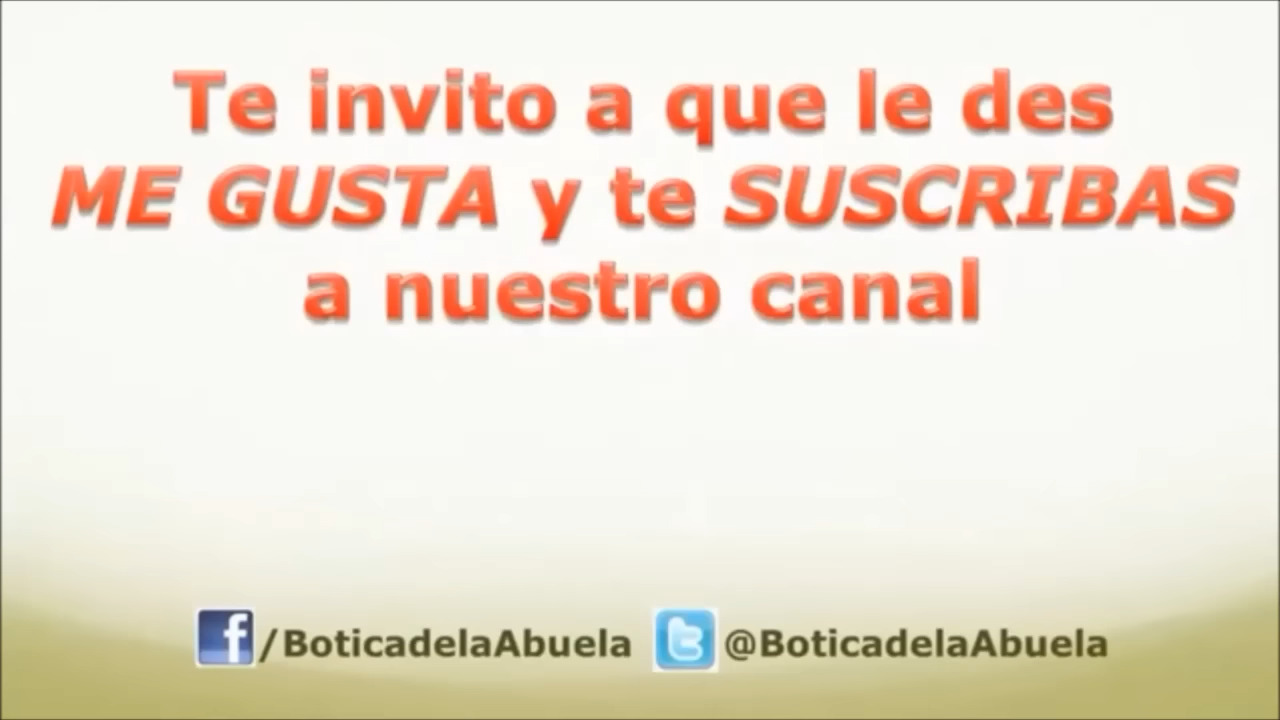 Te invito a que le des
ME GUSTA y te SUSCRIBAS
a nuestro canal
f/BoticadelaAbuela t @BoticadelaAbuela